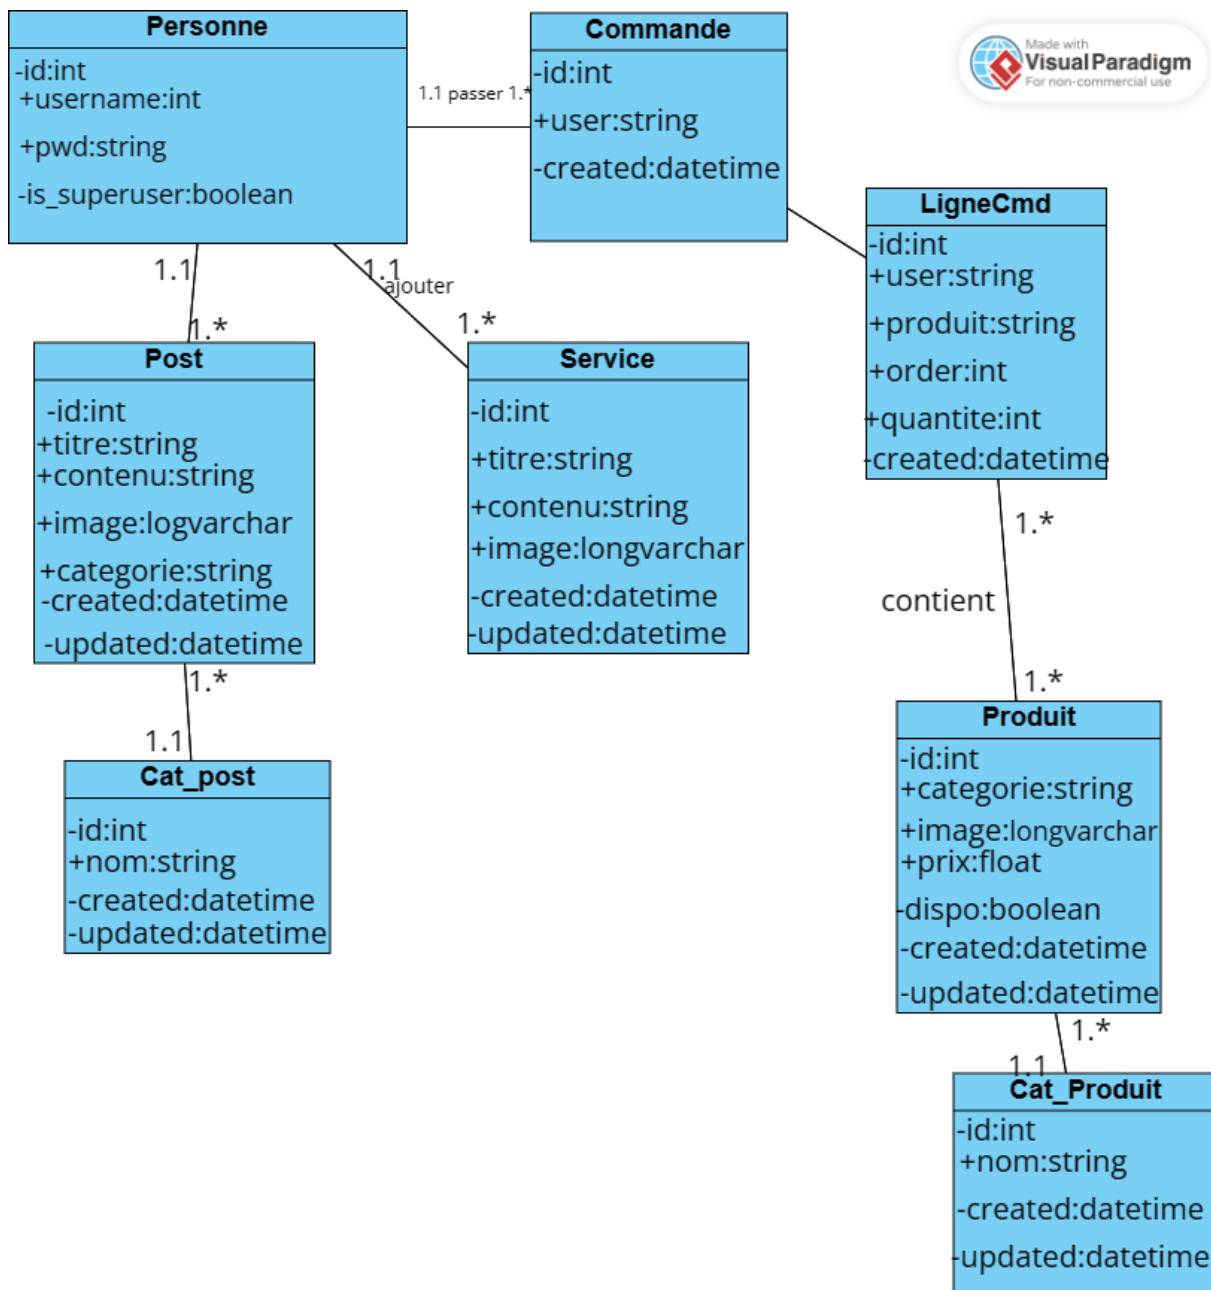 Personne
-id:int
+username:int
+pwd:string
-is_superuser:boolean
1.1 passer 1.*
Commande
-id:int
+user:string
-created:datetime
Made with
Visual Paradigm
For non-commercial use
LigneCmd
-id:int
+user:string
+produit:string
+order:int
+quantite:int
-created:datetime
1.1
1.*
1.1
ajouter
1.*
Post
-id:int
+titre:string
+contenu:string
+image:logvarchar
+categorie:string
-created:datetime
-updated:datetime
Service
-id:int
+titre:string
+contenu:string
+image:longvarchar
-created:datetime
-updated:datetime
1.*
contient
1.*
1.*
1.1
Cat_post
-id:int
+nom:string
-created:datetime
-updated:datetime
Produit
-id:int
+categorie:string
+image:longvarchar
+prix:float
-dispo:boolean
-created:datetime
-updated:datetime
1.*
1.1
Cat_Produit
-id:int
+nom:string
-created:datetime
-updated:datetime